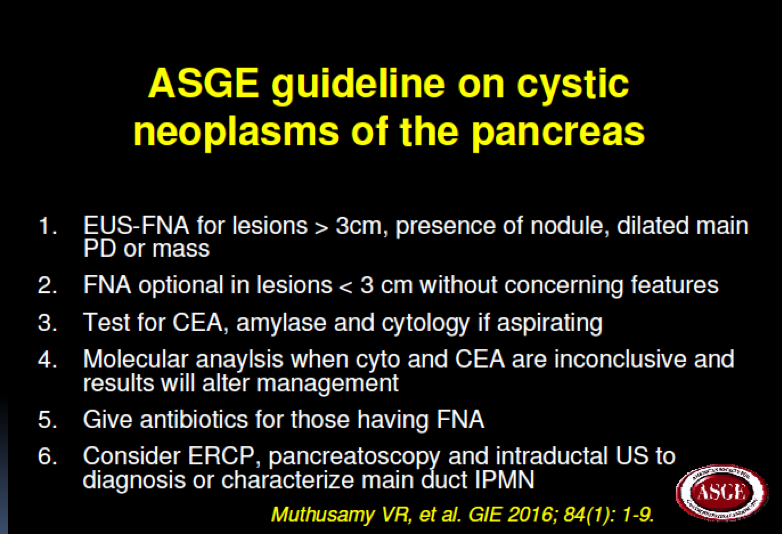 ASGE guideline on cystic
neoplasms of the pancreas
1. EUS-FNA for lesions > 3cm, presence of nodule, dilated main
PD or mass
2. FNA optional in lesions < 3 cm without concerning features
3. Test for CEA, amylase and cytology if aspirating
4. Molecular anaylsis when cyto and CEA are inconclusive and
results will alter management
5. Give antibiotics for those having FNA
6. Consider ERCP, pancreatoscopy and intraductal US to
diagnosis or characterize main duct IPMN
ASGE
Muthusamy VR, et al. GIE 2016; 84(1): 1-9.